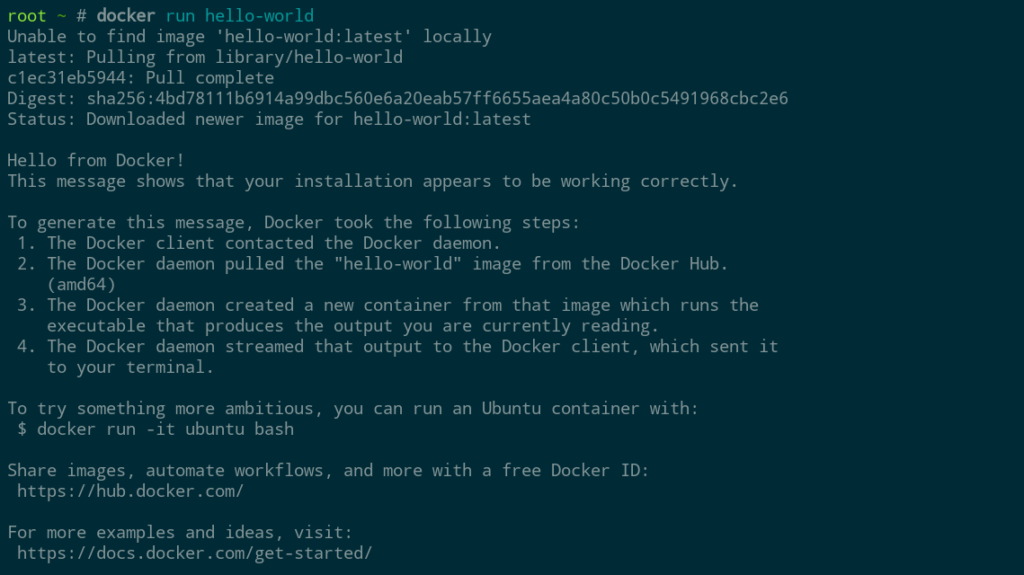 root ~ # docker run hello-world
Unable to find image 'hello-world:latest' locally
latest: Pulling from library/hello-world
c1ec31eb5944: Pull complete
Digest: sha256:4bd78111b6914a99dbc560e6a20eab57ff6655aea4a80c50b0c5491968cbc2e6
Status: Downloaded newer image for hello-world:latest

Hello from Docker!
This message shows that your installation appears to be working correctly.

To generate this message, Docker took the following steps:
 1. The Docker client contacted the Docker daemon.
 2. The Docker daemon pulled the "hello-world" image from the Docker Hub.
    (amd64)
 3. The Docker daemon created a new container from that image which runs the
    executable that produces the output you are currently reading.
 4. The Docker daemon streamed that output to the Docker client, which sent it
    to your terminal.

To try something more ambitious, you can run an Ubuntu container with:
 $ docker run -it ubuntu bash

Share images, automate workflows, and more with a free Docker ID:
 https://hub.docker.com/

For more examples and ideas, visit:
 https://docs.docker.com/get-started/